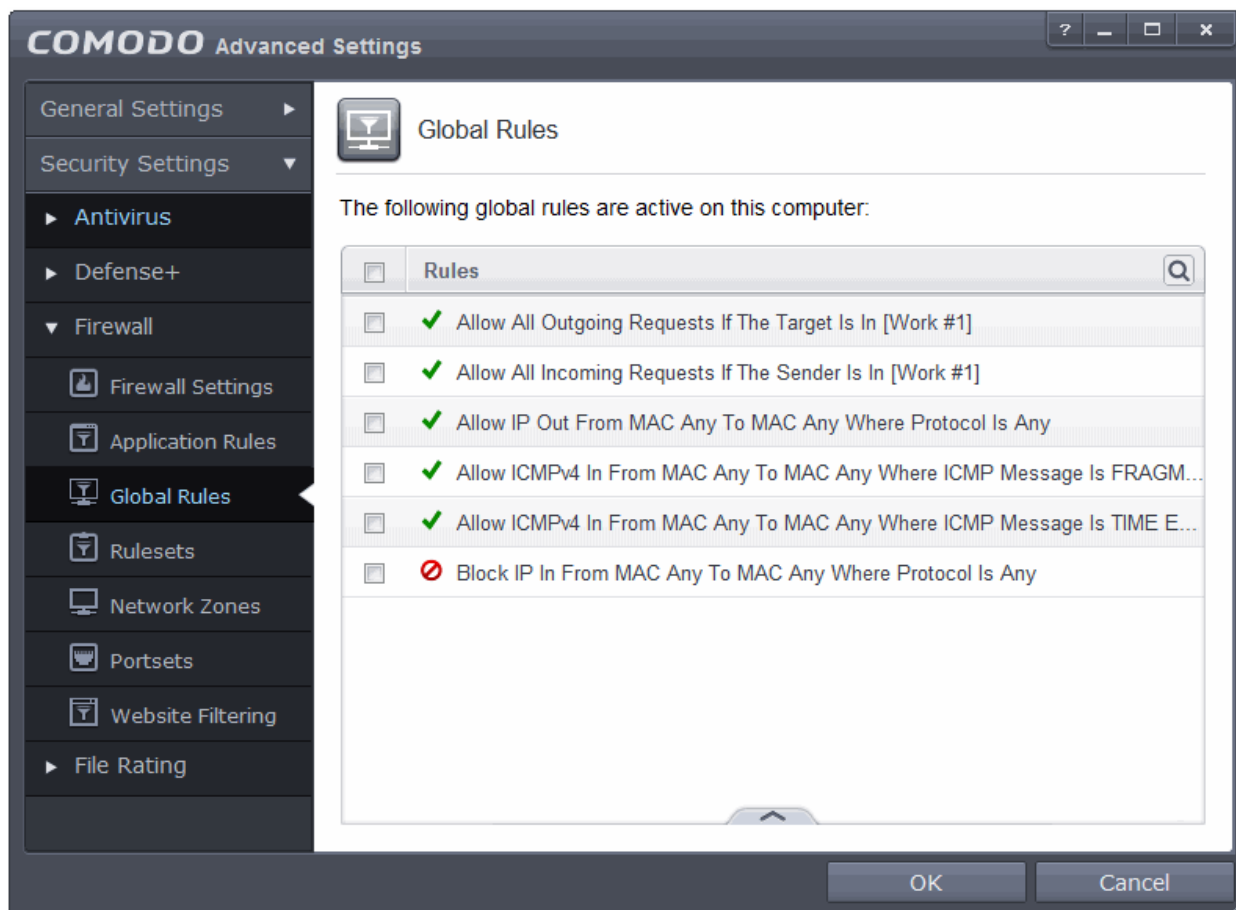 COMODO Advanced Settings
?
General Settings
Security Settings
Antivirus
Defense+
Firewall
Firewall Settings
Application Rules
Global Rules
Rulesets
Network Zones
Portsets
Website Filtering
File Rating
Global Rules
The following global rules are active on this computer:
Rules
Allow All Outgoing Requests If The Target Is In [Work #1]
Allow All Incoming Requests If The Sender Is In [Work #1]
Allow IP Out From MAC Any To MAC Any Where Protocol Is Any
Allow ICMPv4 In From MAC Any To MAC Any Where ICMP Message Is FRAGM...
Allow ICMPv4 In From MAC Any To MAC Any Where ICMP Message Is TIME E...
Block IP In From MAC Any To MAC Any Where Protocol Is Any
OK
Cancel